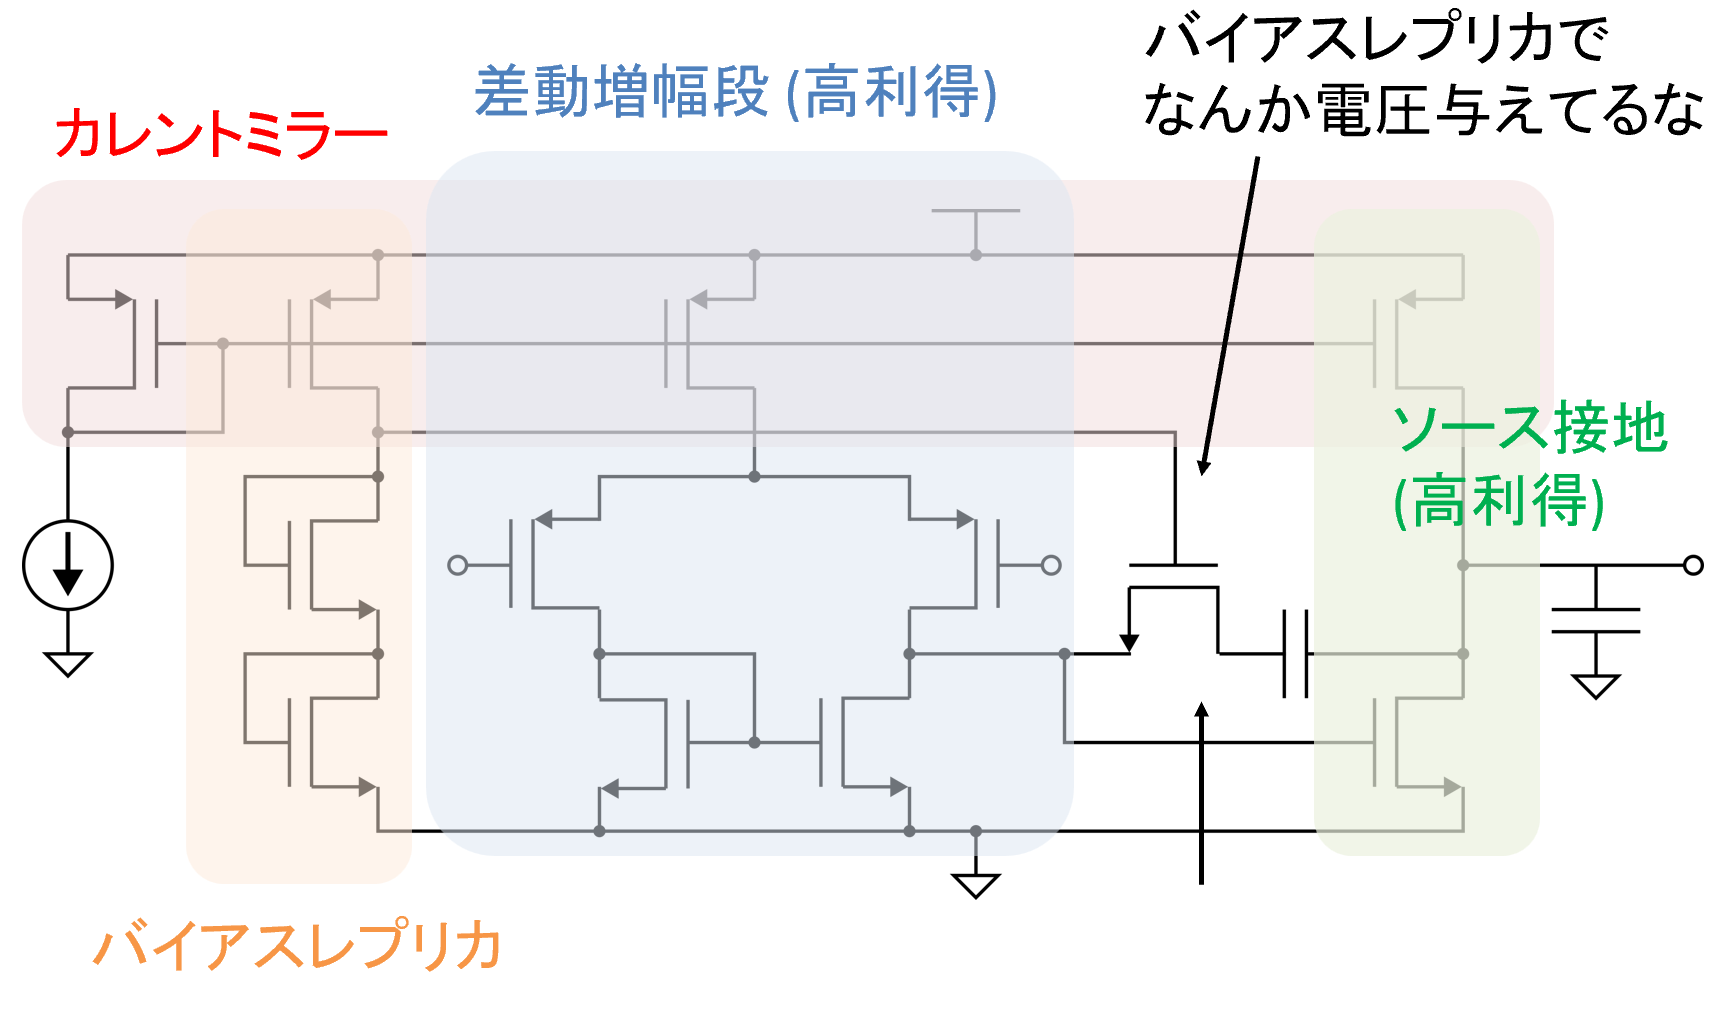 バイアスレプリカで
なんか電圧与えてるな
差動増幅段 (高利得)
カレントミラー
ソース接地
(高利得)
バイアスレプリカ